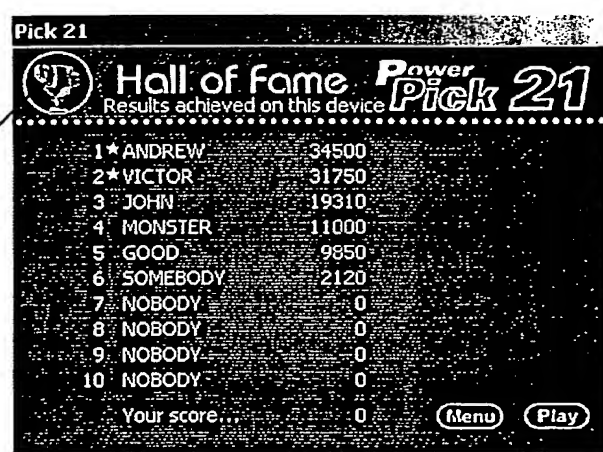 Pick 21
Hall of Fame
Results achieved on this device
Power
Pick 21
1★ANDREW 34500
2★VICTOR 31750
3 JOHN 19310
4 MONSTER 11000
5 GOOD 9850
6 SOMEBODY 2120
7 NOBODY 0
8 NOBODY 0
9 NOBODY 0
10 NOBODY 0
Your score... 0
Menu Play